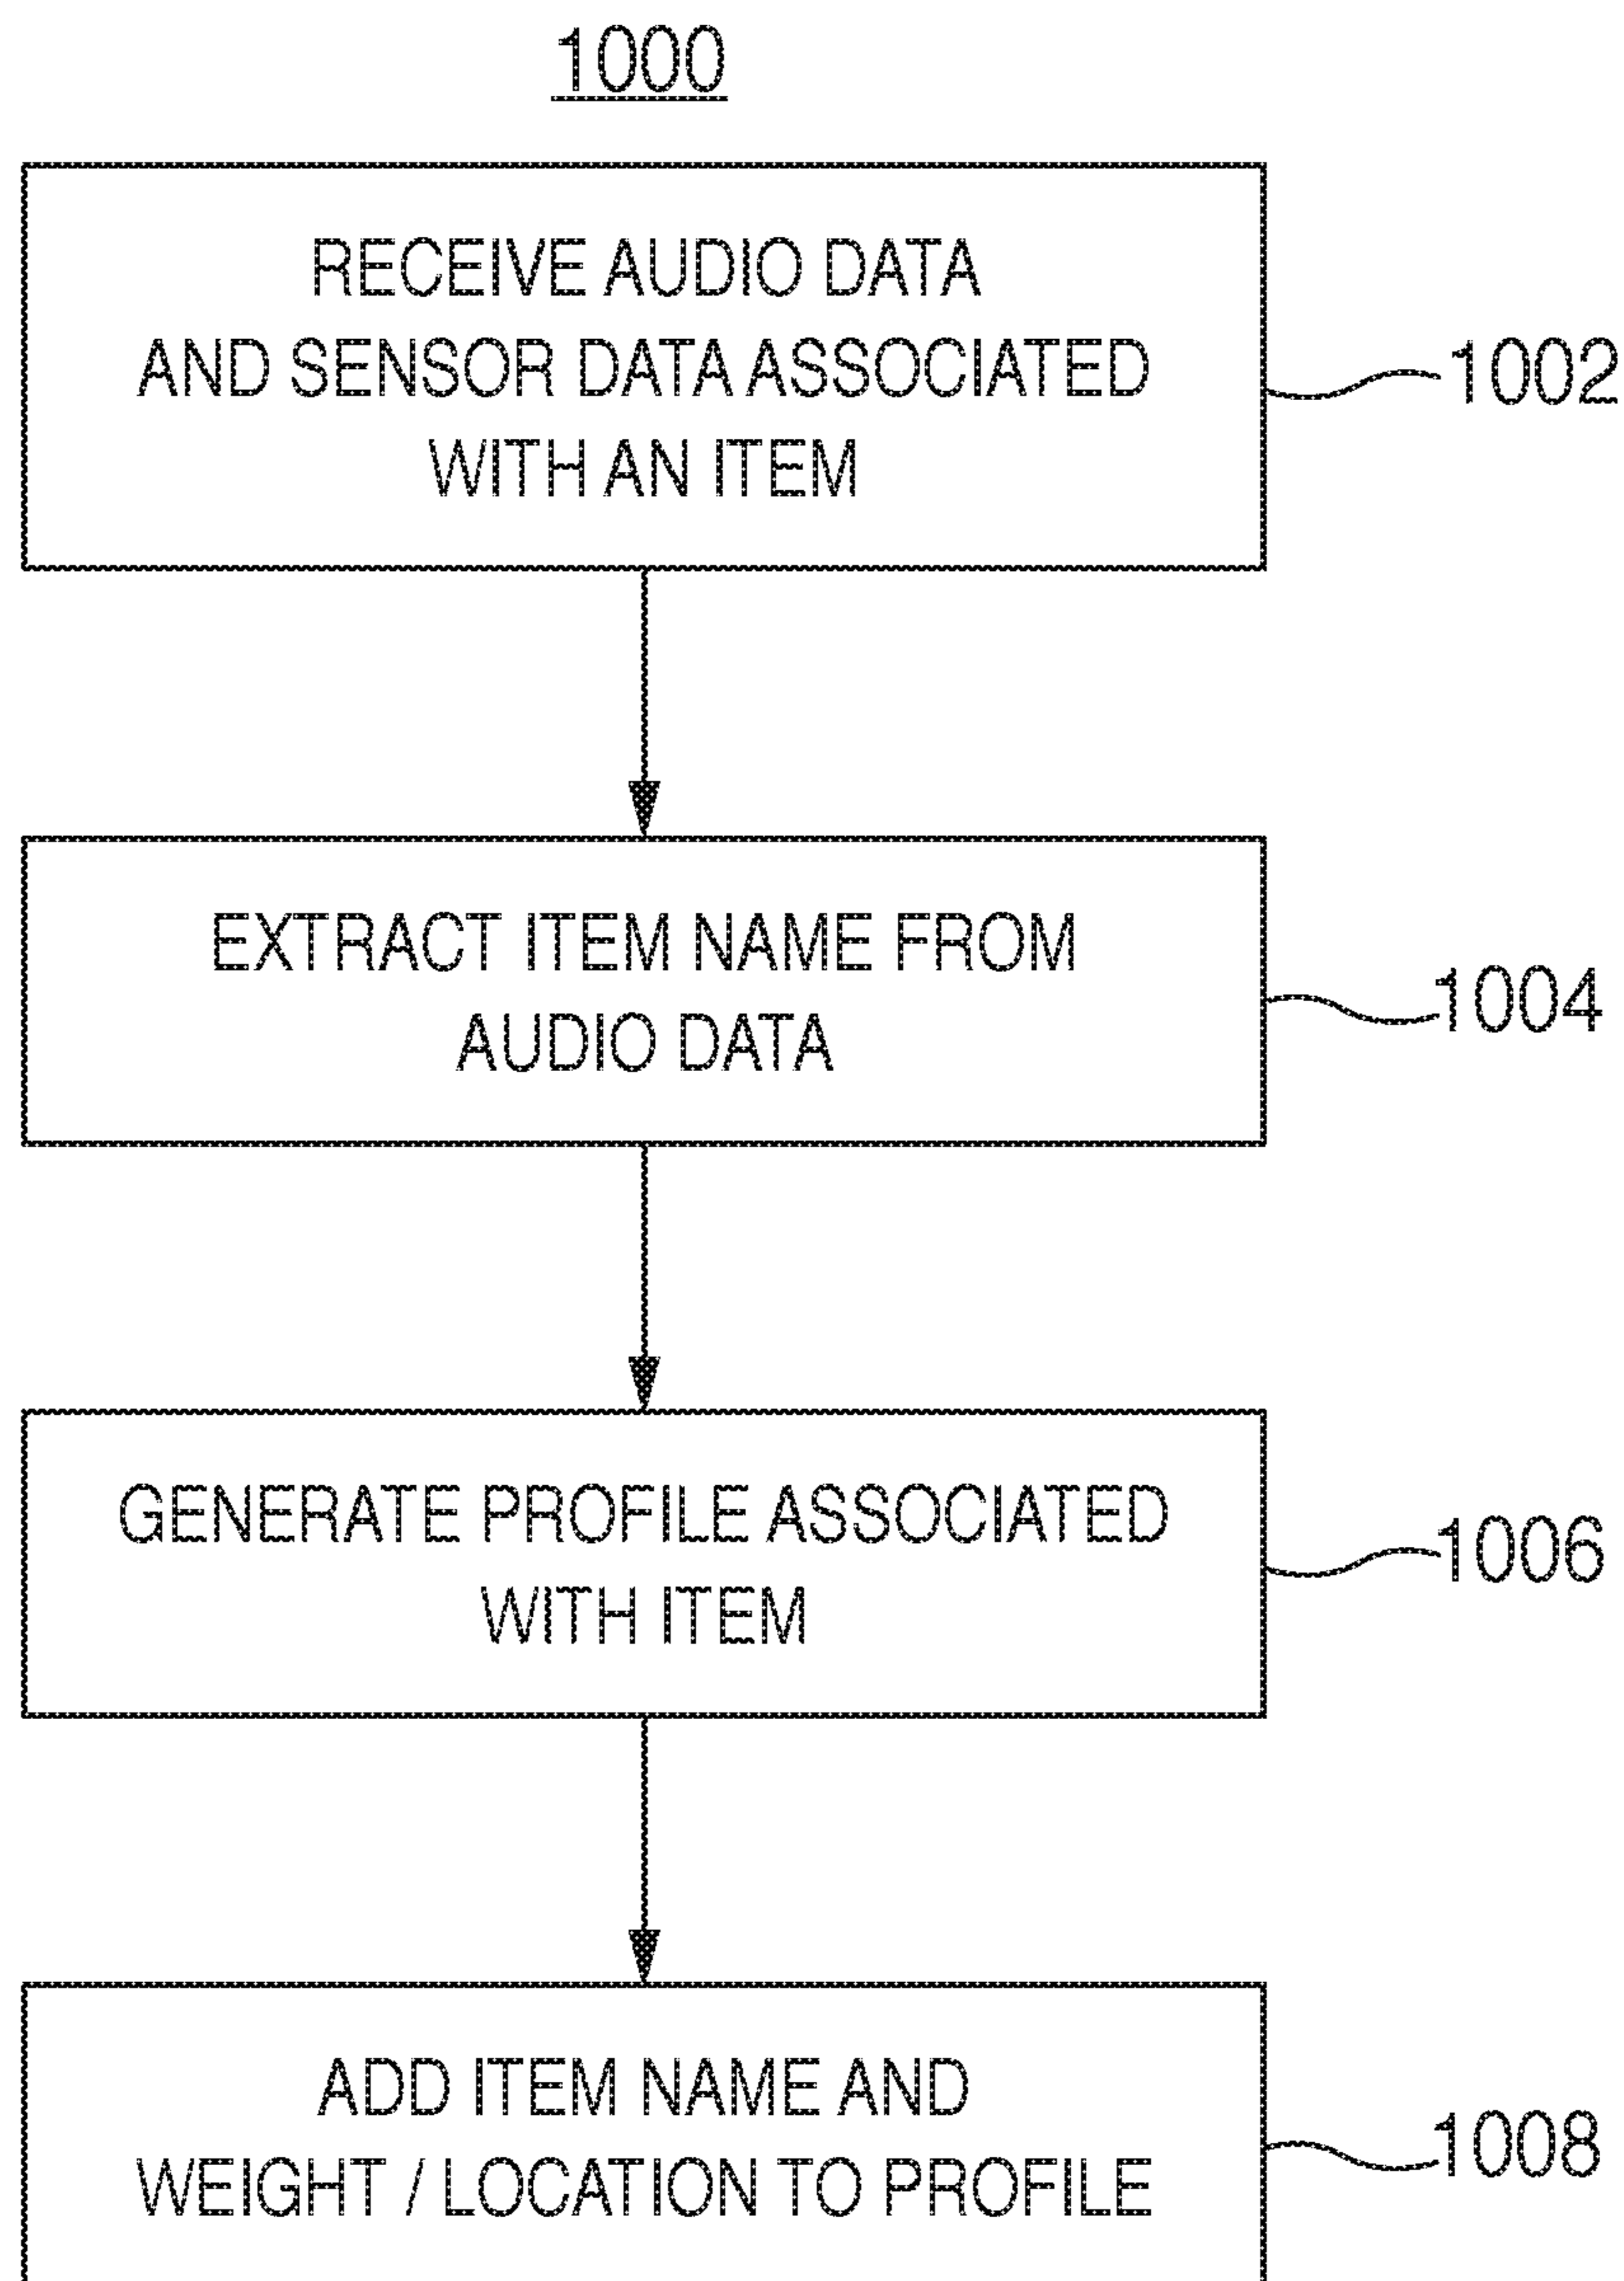 1000
RECEIVE AUDIO DATA
AND SENSOR DATA ASSOCIATED
WITH AN ITEM
1002
EXTRACT ITEM NAME FROM
AUDIO DATA
1004
GENERATE PROFILE ASSOCIATED
WITH ITEM
1006
ADD ITEM NAME AND
WEIGHT / LOCATION TO PROFILE
1008